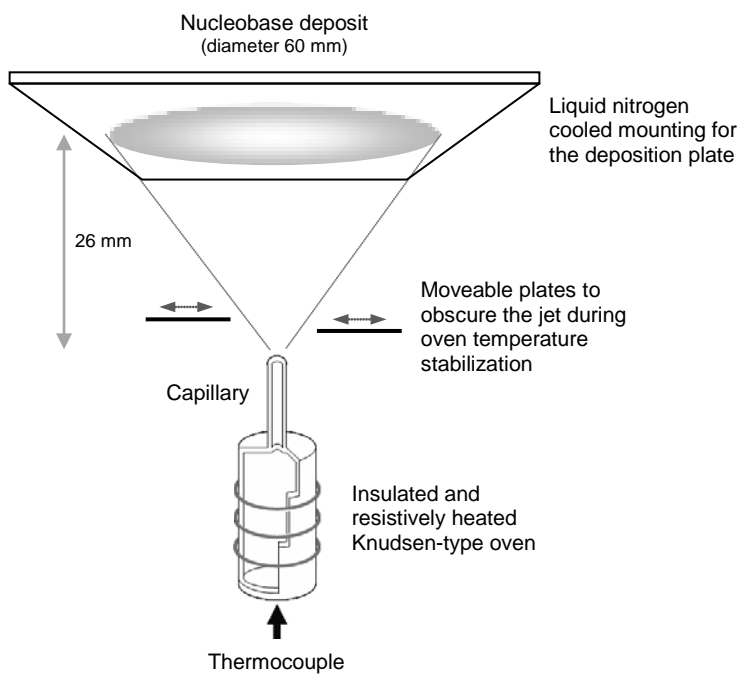 Nucleobase deposit
(diameter 60 mm)
Liquid nitrogen
cooled mounting for
the deposition plate
26 mm
Moveable plates to
obscure the jet during
oven temperature
stabilization
Capillary
Insulated and
resistively heated
Knudsen-type oven
Thermocouple